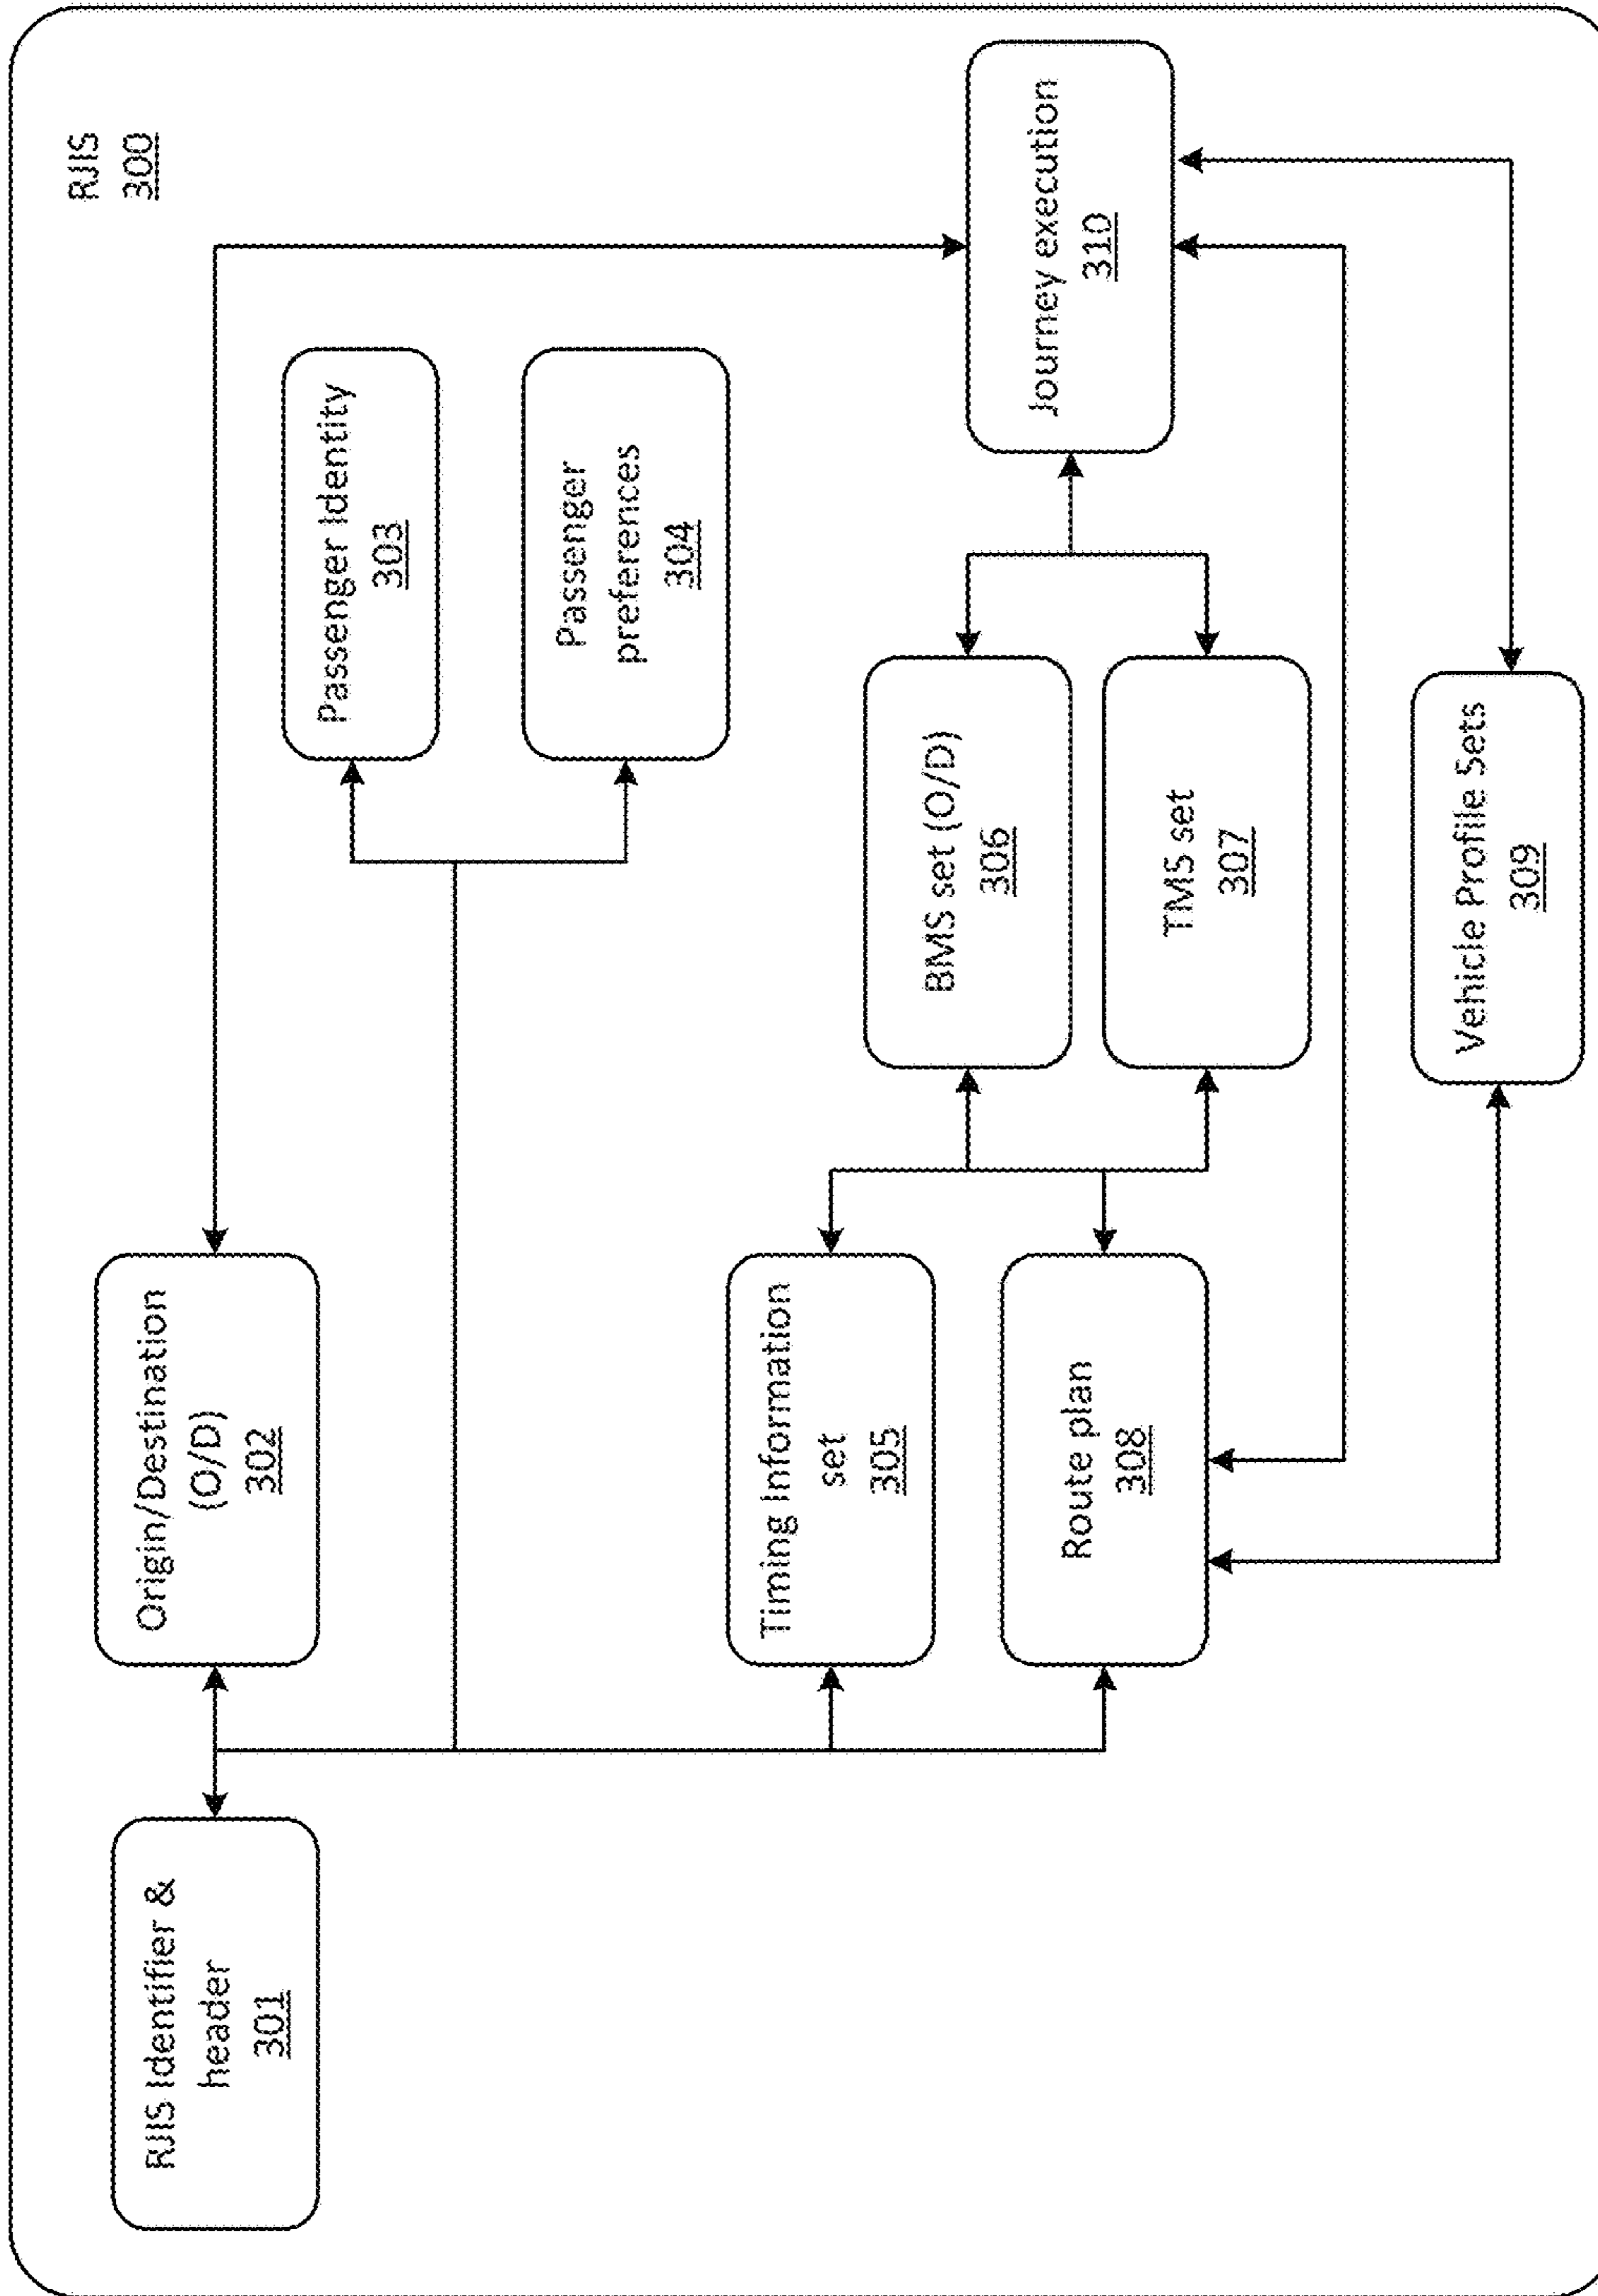 RJIS
300
RJIS Identifier &
header
301
Origin/Destination
(O/D)
302
Passenger Identity
303
Passenger
preferences
304
Timing Information
set
305
BMS set (O/D)
306
TMS set
307
Route plan
308
Vehicle Profile Sets
309
Journey execution
310